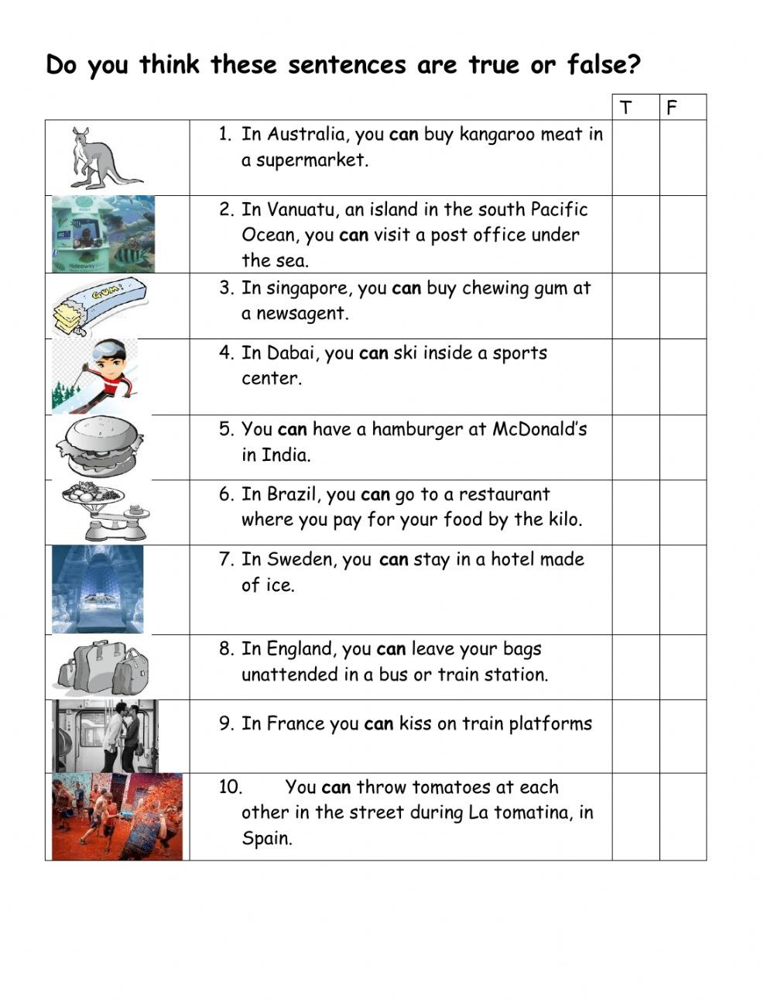 Do you think these sentences are true or false?
T F
1. In Australia, you can buy kangaroo meat in
a supermarket.
POST
Hideaway
2. In Vanuatu, an island in the south Pacific
Ocean, you can visit a post office under
the sea.
GUM!
3. In singapore, you can buy chewing gum at
a newsagent.
4. In Dabai, you can ski inside a sports
center.
5. You can have a hamburger at McDonald's
in India.
6. In Brazil, you can go to a restaurant
where you pay for your food by the kilo.
7. In Sweden, you can stay in a hotel made
of ice.
8. In England, you can leave your bags
unattended in a bus or train station.
9. In France you can kiss on train platforms
10. You can throw tomatoes at each
other in the street during La tomatina, in
Spain.